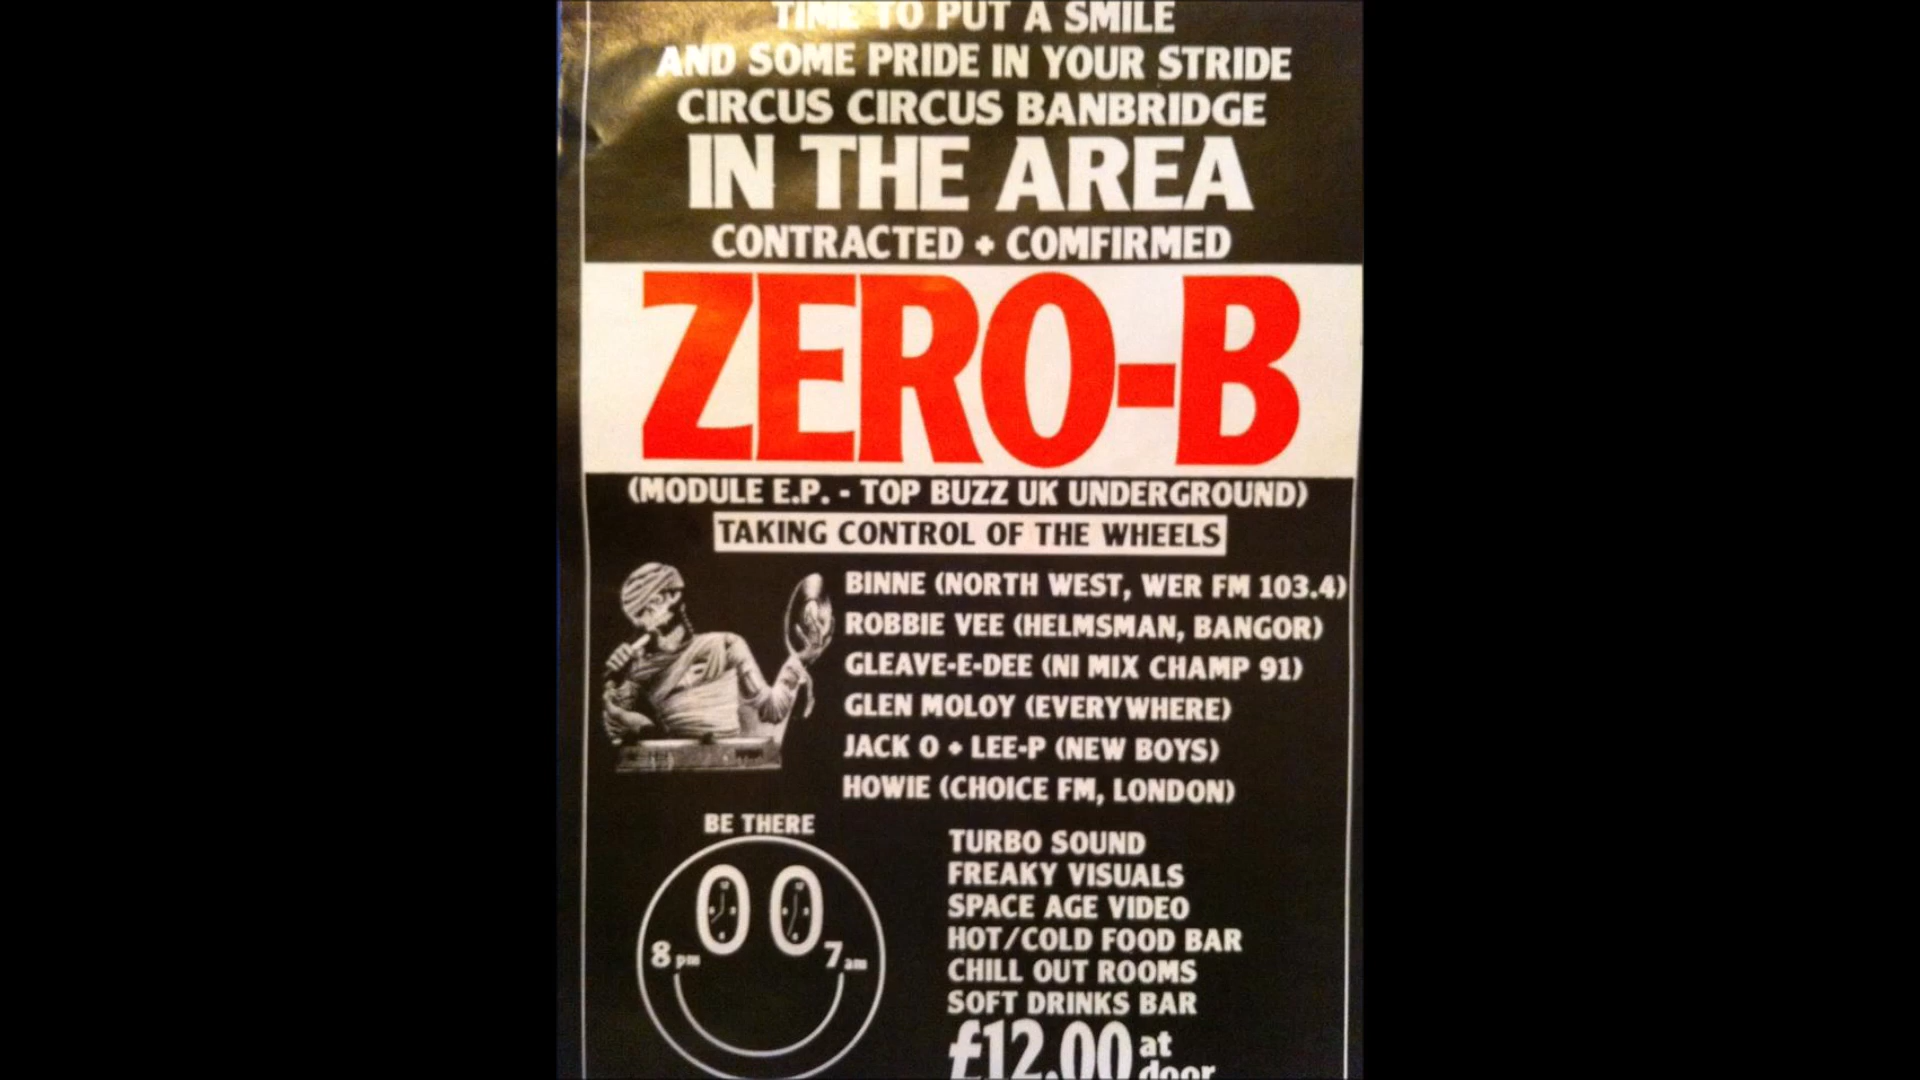 TIME TO PUT A SMILE
AND SOME PRIDE IN YOUR STRIDE
CIRCUS CIRCUS BANBRIDGE
IN THE AREA
CONTRACTED + COMFIRMED
ZERO-B
(MODULE E.P. - TOP BUZZ UK UNDERGROUND)
TAKING CONTROL OF THE WHEELS
BINNE (NORTH WEST, WER FM 103.4)
ROBBIE VEE (HELMSMAN, BANGOR)
GLEAVE-E-DEE (NI MIX CHAMP 91)
GLEN MOLOY (EVERYWHERE)
JACK O + LEE-P (NEW BOYS)
HOWIE (CHOICE FM, LONDON)
BE THERE
8pm
7am
TURBO SOUND
FREAKY VISUALS
SPACE AGE VIDEO
HOT/COLD FOOD BAR
CHILL OUT ROOMS
SOFT DRINKS BAR
£12.00 at door